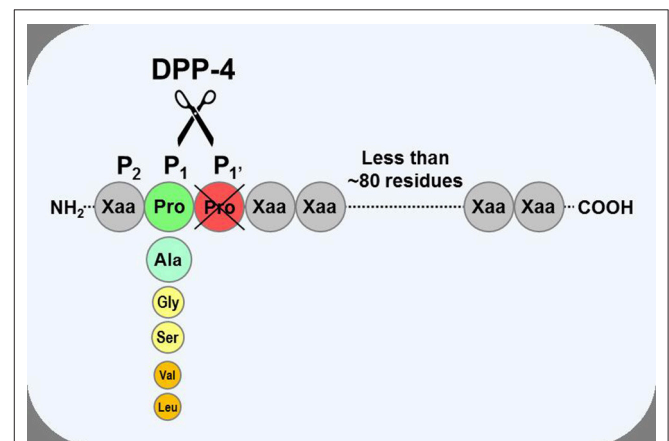 DPP-4
P2 P1 P1'
Less than
~80 residues
NH2 Xaa Pro Pro Xaa Xaa Xaa Xaa COOH
Ala
Gly
Ser
Val
Leu